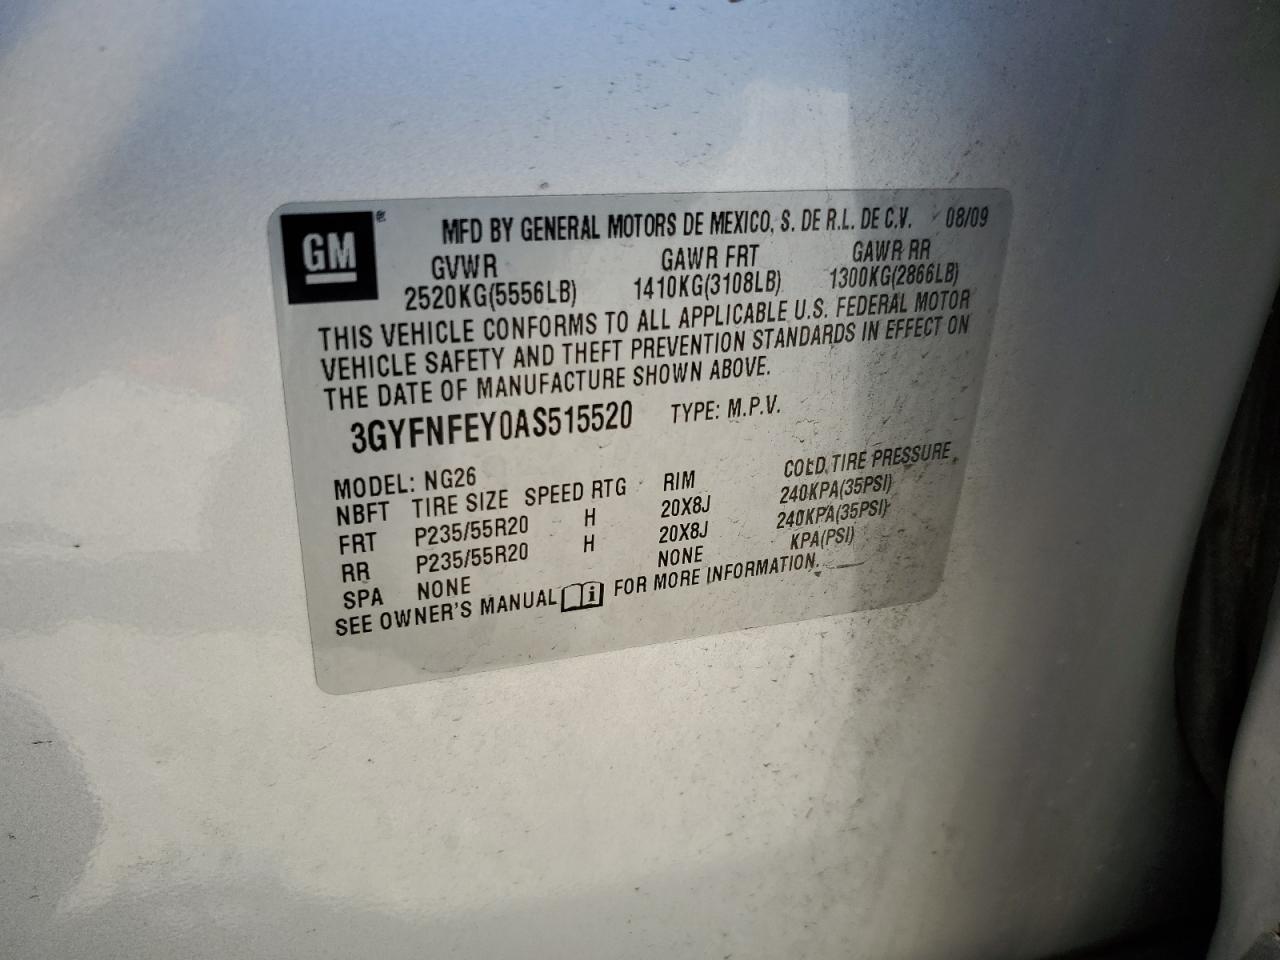 GM®
MFD BY GENERAL MOTORS DE MEXICO, S. DE R.L. DE C.V. 08/09
GVWR GAWR FRT GAWR RR
2520KG(5556LB) 1410KG(3108LB) 1300KG(2866LB)
THIS VEHICLE CONFORMS TO ALL APPLICABLE U.S. FEDERAL MOTOR
VEHICLE SAFETY AND THEFT PREVENTION STANDARDS IN EFFECT ON
THE DATE OF MANUFACTURE SHOWN ABOVE.
3GYFNFEY0AS515520 TYPE: M.P.V.
MODEL: NG26
NBFT TIRE SIZE SPEED RTG RIM COLD TIRE PRESSURE
FRT P235/55R20 H 20X8J 240KPA(35PSI)
RR P235/55R20 H 20X8J 240KPA(35PSI)
SPA NONE NONE KPA(PSI)
SEE OWNER'S MANUAL i FOR MORE INFORMATION.